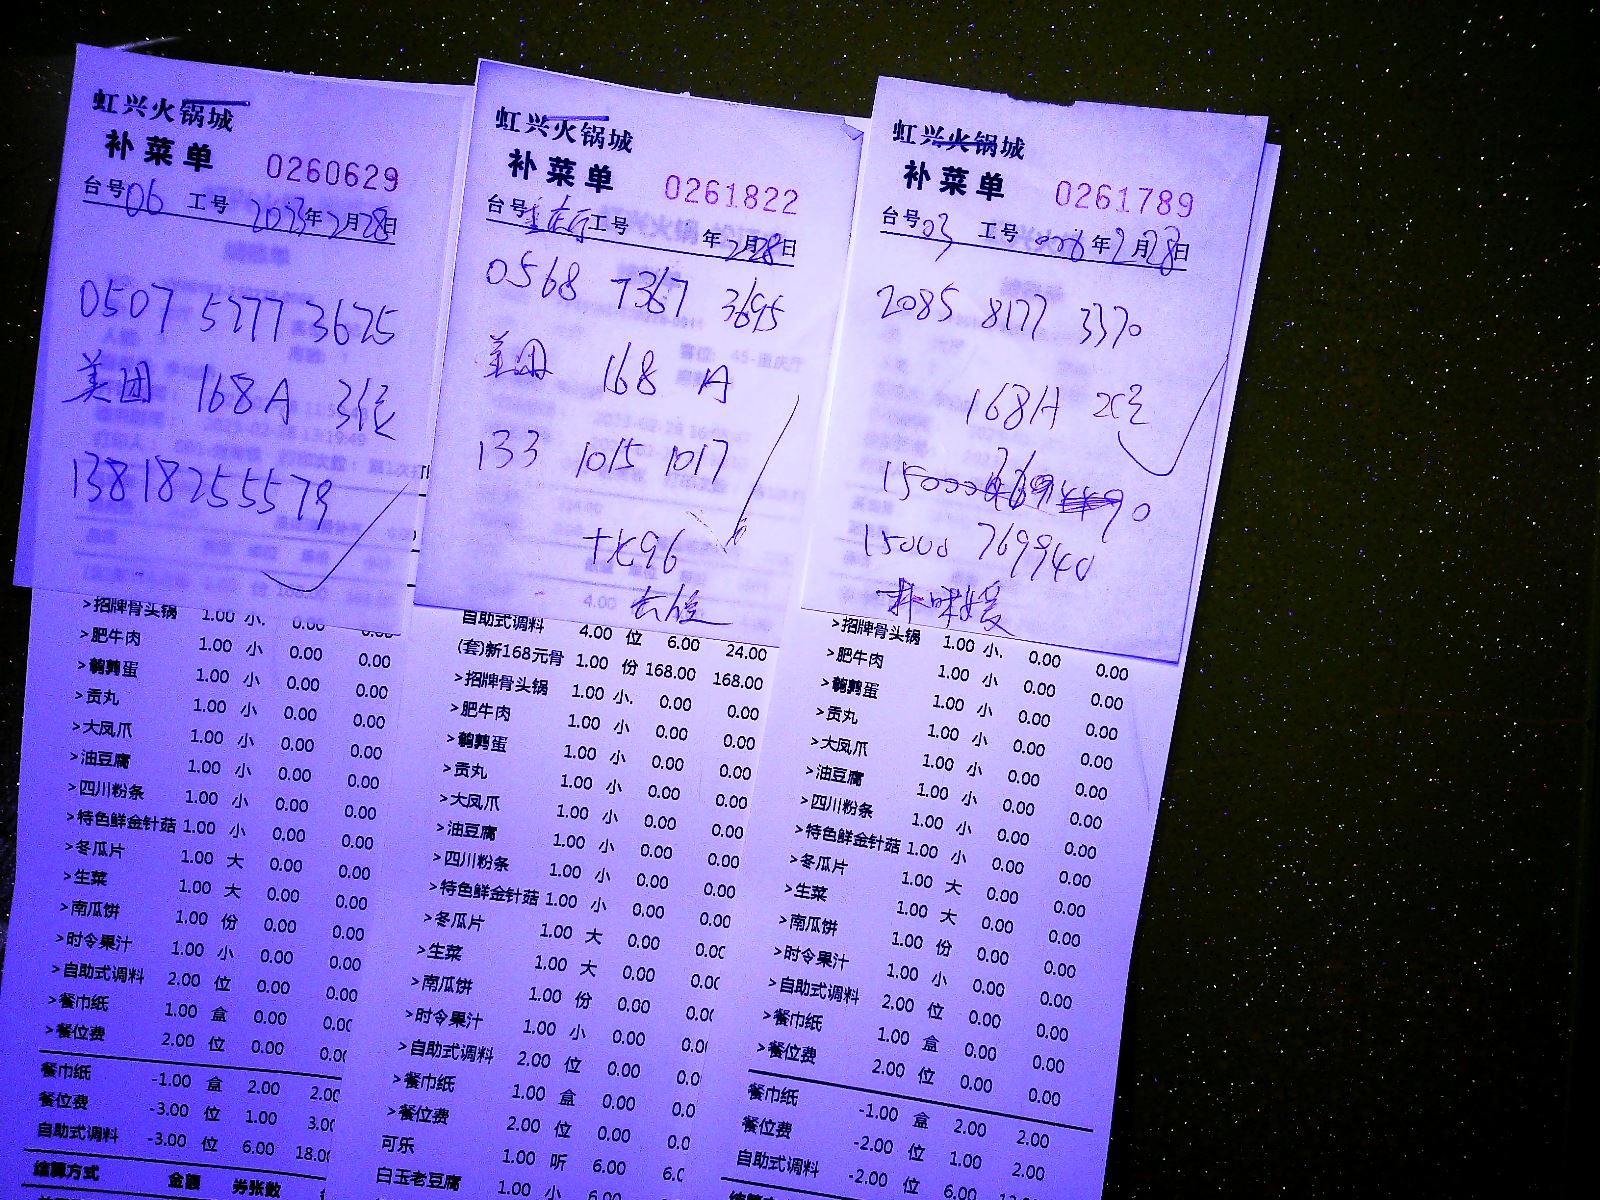 虹兴火锅城
补菜单 0260629
台号06 工号 2023年2月28日
0507 5277 3625
美团 168A 3张
13818255579
>招牌骨头锅 1.00 小. 0.00 0.00
>肥牛肉 1.00 小 0.00 0.00
>鹌鹑蛋 1.00 小 0.00 0.00
>贡丸 1.00 小 0.00 0.00
>大凤爪 1.00 小 0.00 0.00
>油豆腐 1.00 小 0.00 0.00
>四川粉条 1.00 小 0.00 0.00
>特色鲜金针菇 1.00 小 0.00 0.00
>冬瓜片 1.00 大 0.00 0.00
>生菜 1.00 大 0.00 0.00
>南瓜饼 1.00 份 0.00 0.00
>时令果汁 1.00 小 0.00 0.00
>自助式调料 2.00 位 0.00 0.00
>餐巾纸 1.00 盒 0.00 0.00
>餐位费 2.00 位 0.00 0.00
餐巾纸 -1.00 盒 2.00 2.00
餐位费 -3.00 位 1.00 3.00
自助式调料 -3.00 位 6.00 18.00
结算方式 金额 券张数
虹兴火锅城
补菜单 0261822
台号 工号 年2月28日
0568 7367 3695
美团 168 A
133 1015 1017
+K96
自助式调料 4.00 位 6.00 24.00
(套)新168元骨 1.00 份 168.00 168.00
>招牌骨头锅 1.00 小. 0.00 0.00
>肥牛肉 1.00 小 0.00 0.00
>鹌鹑蛋 1.00 小 0.00 0.00
>贡丸 1.00 小 0.00 0.00
>大凤爪 1.00 小 0.00 0.00
>油豆腐 1.00 小 0.00 0.00
>四川粉条 1.00 小 0.00 0.00
>特色鲜金针菇 1.00 小 0.00 0.00
>冬瓜片 1.00 大 0.00 0.00
>生菜 1.00 大 0.00 0.00
>南瓜饼 1.00 份 0.00 0.00
>时令果汁 1.00 小 0.00 0.0
>自助式调料 2.00 位 0.00 0.0
>餐巾纸 1.00 盒 0.00 0.0
>餐位费 2.00 位 0.00 0.0
可乐 1.00 听 6.00 6.0
白玉老豆腐 1.00 小 6.00
虹兴火锅城
补菜单 0261789
台号03 工号 年2月28日
2085 8177 3370
168A
15000 769940
>招牌骨头锅 1.00 小. 0.00 0.00
>肥牛肉 1.00 小 0.00 0.00
>鹌鹑蛋 1.00 小 0.00 0.00
>贡丸 1.00 小 0.00 0.00
>大凤爪 1.00 小 0.00 0.00
>油豆腐 1.00 小 0.00 0.00
>四川粉条 1.00 小 0.00 0.00
>特色鲜金针菇 1.00 小 0.00 0.00
>冬瓜片 1.00 大 0.00 0.00
>生菜 1.00 大 0.00 0.00
>南瓜饼 1.00 份 0.00 0.00
>时令果汁 1.00 小 0.00 0.00
>自助式调料 2.00 位 0.00 0.00
>餐巾纸 1.00 盒 0.00 0.00
>餐位费 2.00 位 0.00 0.00
餐巾纸 -1.00 盒 2.00 2.00
餐位费 -2.00 位 1.00 2.00
自助式调料 -2.00 位 6.00